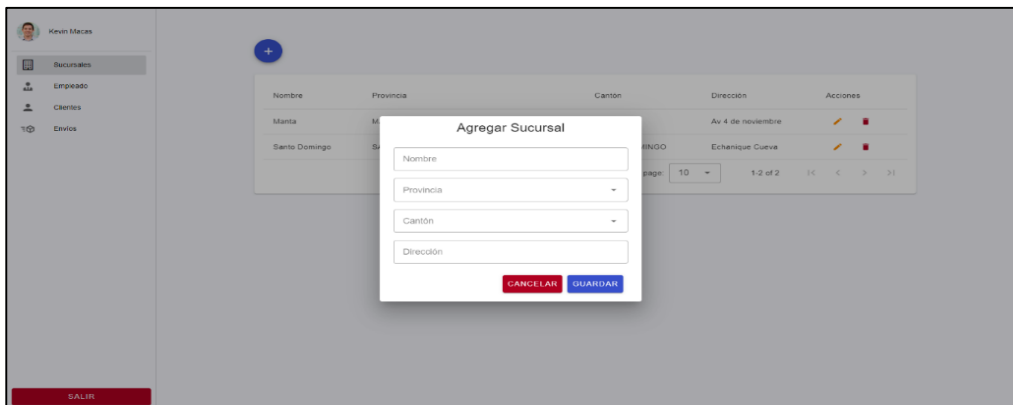 Kevin Macas
Sucursales
Empleado
Clientes
Envíos
SALIR
+
Nombre Provincia Cantón Dirección Acciones
Manta Av 4 de noviembre
Santo Domingo Echanique Cueva
page: 10 1-2 of 2
Agregar Sucursal
Nombre
Provincia
Cantón
Dirección
CANCELAR GUARDAR